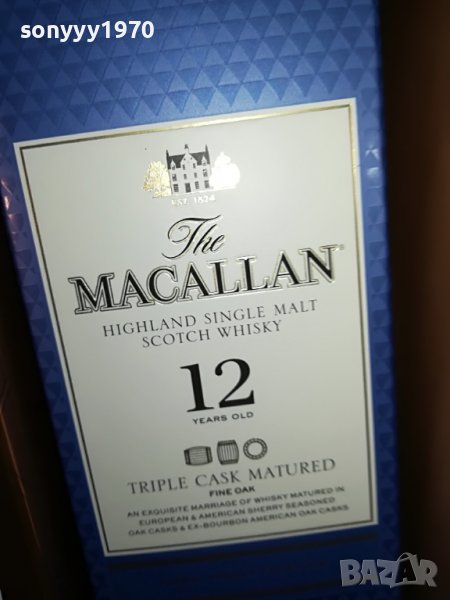 sonyyy1970
EST. 1824
The
MACALLAN
HIGHLAND SINGLE MALT
SCOTCH WHISKY
12
YEARS OLD
TRIPLE CASK MATURED
FINE OAK
AN EXQUISITE MARRIAGE OF WHISKY MATURED IN
EUROPEAN & AMERICAN SHERRY SEASONED
OAK CASKS & EX-BOURBON AMERICAN OAK CASKS
BAZAR